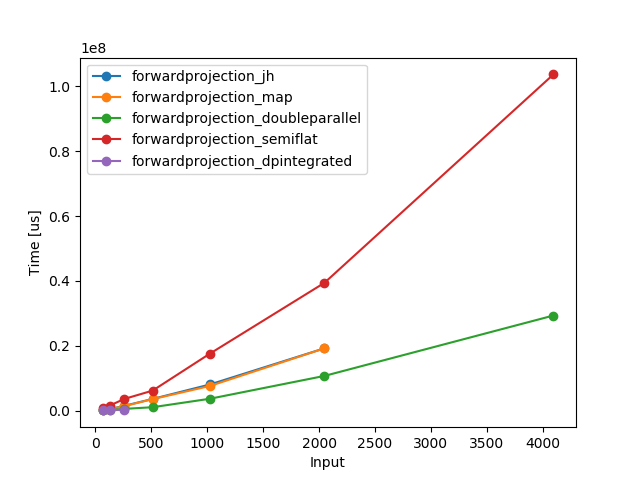 1e8
forwardprojection_jh
forwardprojection_map
forwardprojection_doubleparallel
forwardprojection_semiflat
forwardprojection_dpintegrated
1.0
0.8
0.6
0.4
0.2
0.0
Time [us]
0 500 1000 1500 2000 2500 3000 3500 4000
Input